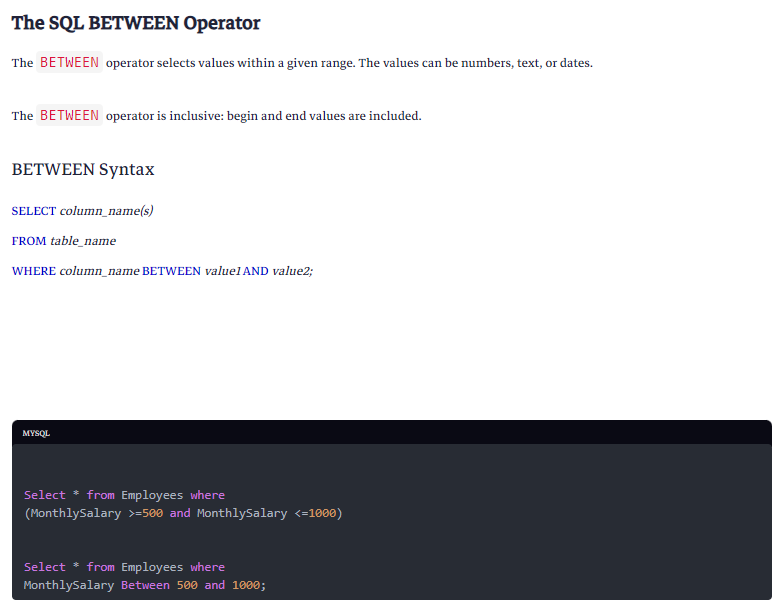 The SQL BETWEEN Operator
The BETWEEN operator selects values within a given range. The values can be numbers, text, or dates.
The BETWEEN operator is inclusive: begin and end values are included.
BETWEEN Syntax
SELECT column_name(s)
FROM table_name
WHERE column_name BETWEEN value1 AND value2;
MYSQL
Select * from Employees where
(MonthlySalary >=500 and MonthlySalary <=1000)
Select * from Employees where
MonthlySalary Between 500 and 1000;